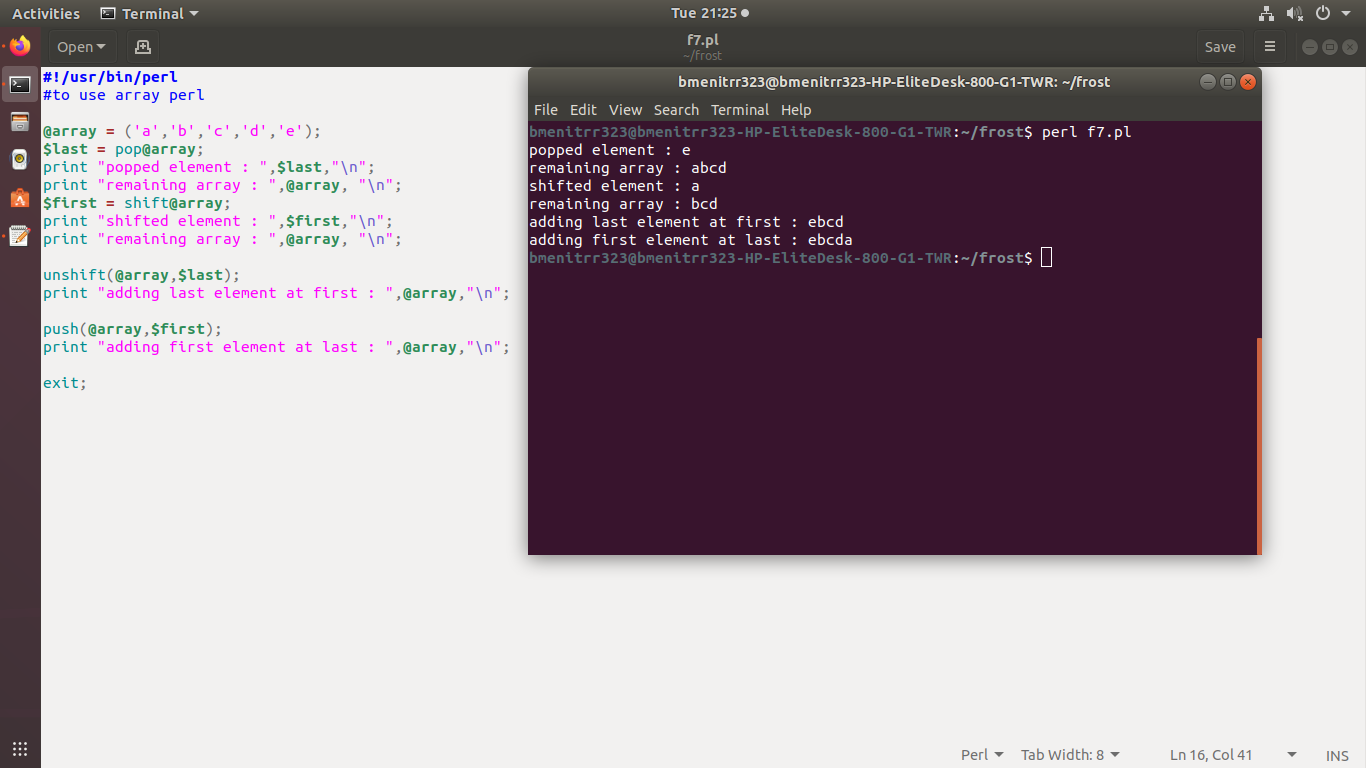 Activities Terminal Tue 21:25
Open f7.pl Save
~/frost
#!/usr/bin/perl
#to use array perl
@array = ('a','b','c','d','e');
$last = pop@array;
print "popped element : ",$last,"\n";
print "remaining array : ",@array, "\n";
$first = shift@array;
print "shifted element : ",$first,"\n";
print "remaining array : ",@array, "\n";
unshift(@array,$last);
print "adding last element at first : ",@array,"\n";
push(@array,$first);
print "adding first element at last : ",@array,"\n";
exit;
bmenitrr323@bmenitrr323-HP-EliteDesk-800-G1-TWR: ~/frost
File Edit View Search Terminal Help
bmenitrr323@bmenitrr323-HP-EliteDesk-800-G1-TWR:~/frost$ perl f7.pl
popped element : e
remaining array : abcd
shifted element : a
remaining array : bcd
adding last element at first : ebcd
adding first element at last : ebcda
bmenitrr323@bmenitrr323-HP-EliteDesk-800-G1-TWR:~/frost$
Perl Tab Width: 8 Ln 16, Col 41 INS